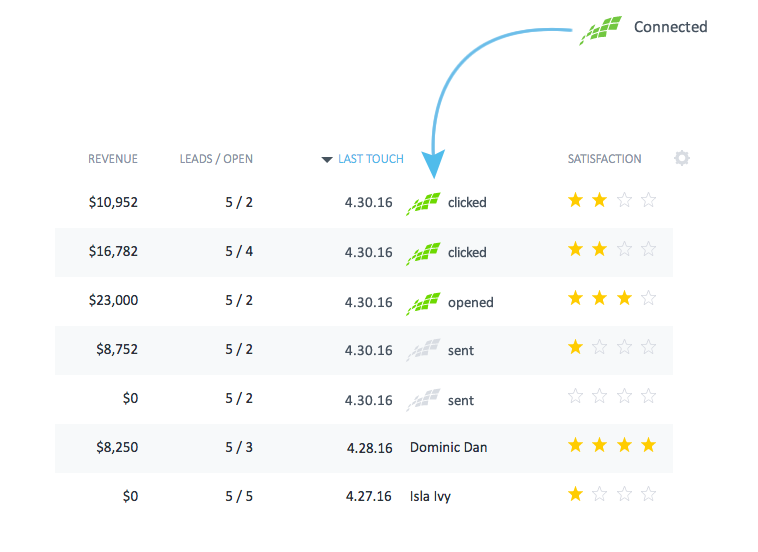 Connected
REVENUE LEADS / OPEN LAST TOUCH SATISFACTION
$10,952 5 / 2 4.30.16 clicked
$16,782 5 / 4 4.30.16 clicked
$23,000 5 / 2 4.30.16 opened
$8,752 5 / 2 4.30.16 sent
$0 5 / 2 4.30.16 sent
$8,250 5 / 3 4.28.16 Dominic Dan
$0 5 / 5 4.27.16 Isla Ivy